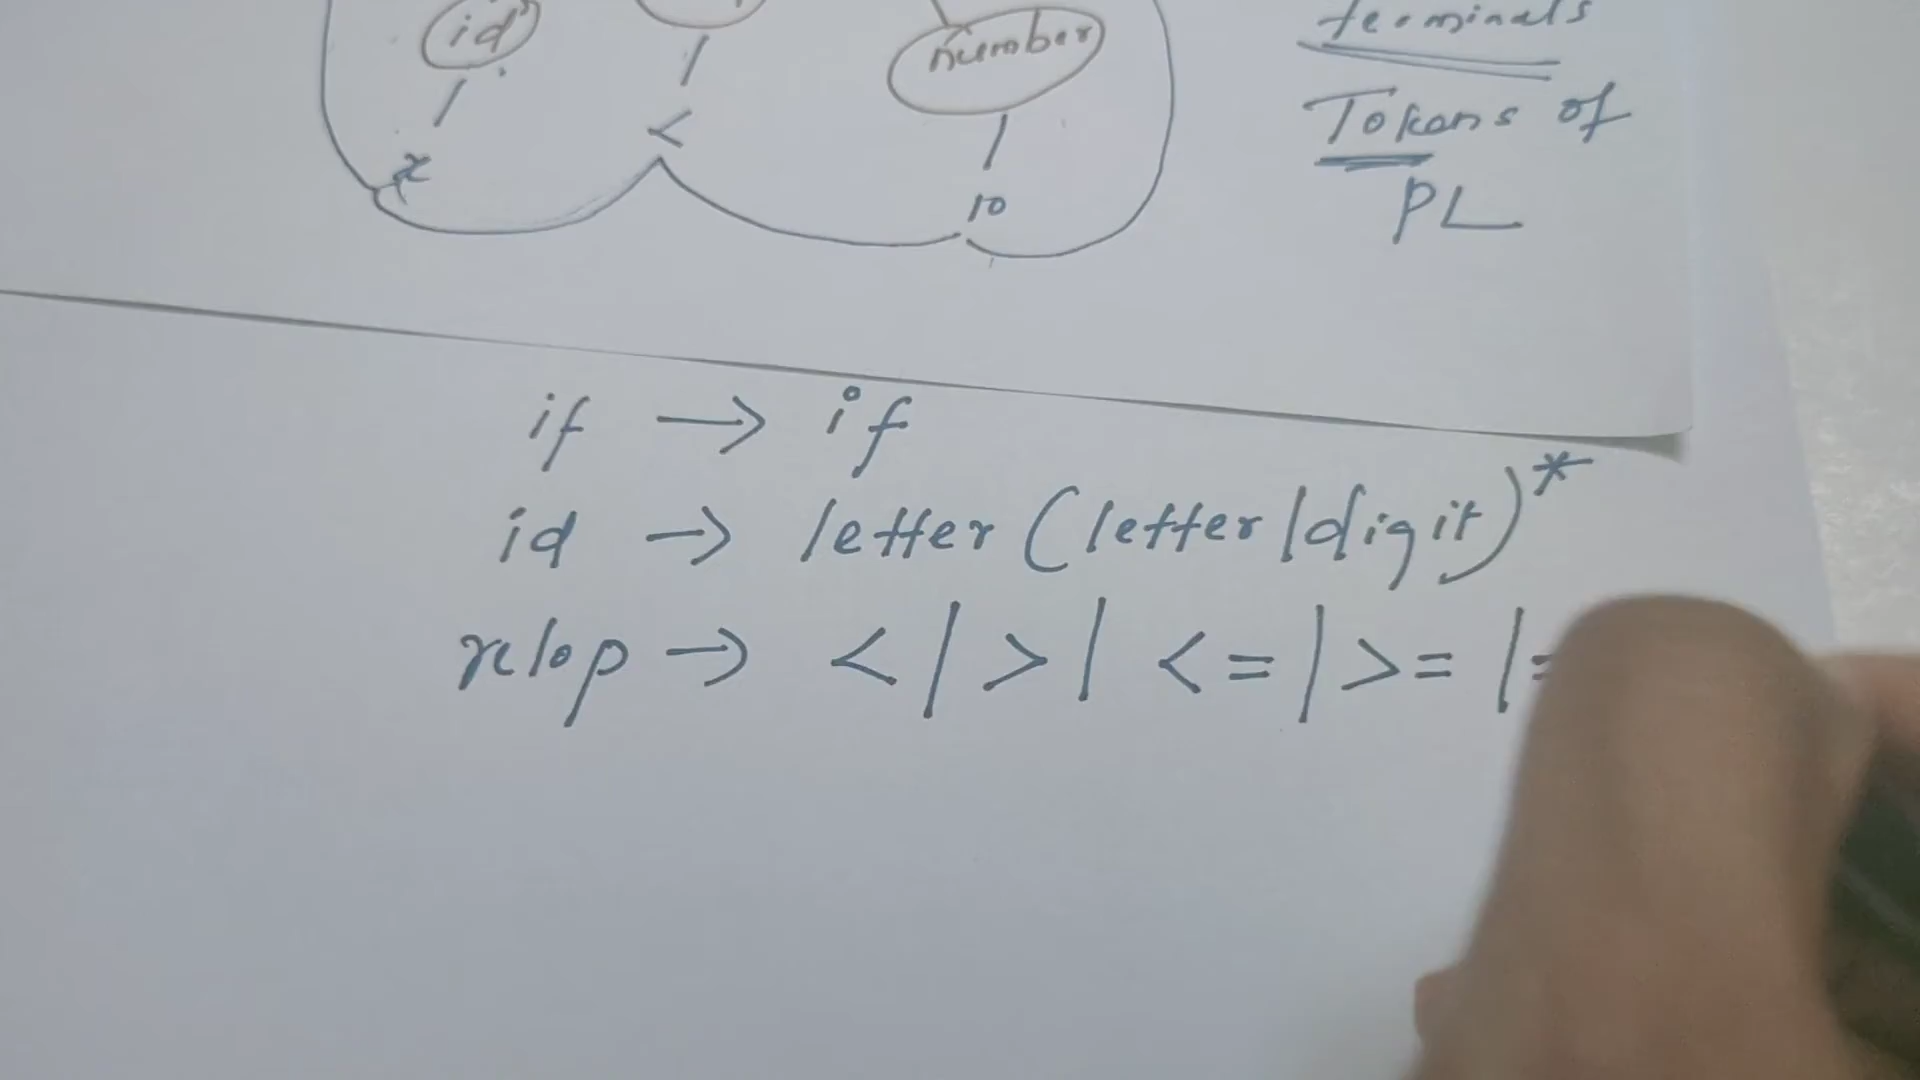 id
number
<
x
10
terminals
Tokens of
PL
if → if
id → letter (letter | digit)*
relop → < | > | <= | >= | =